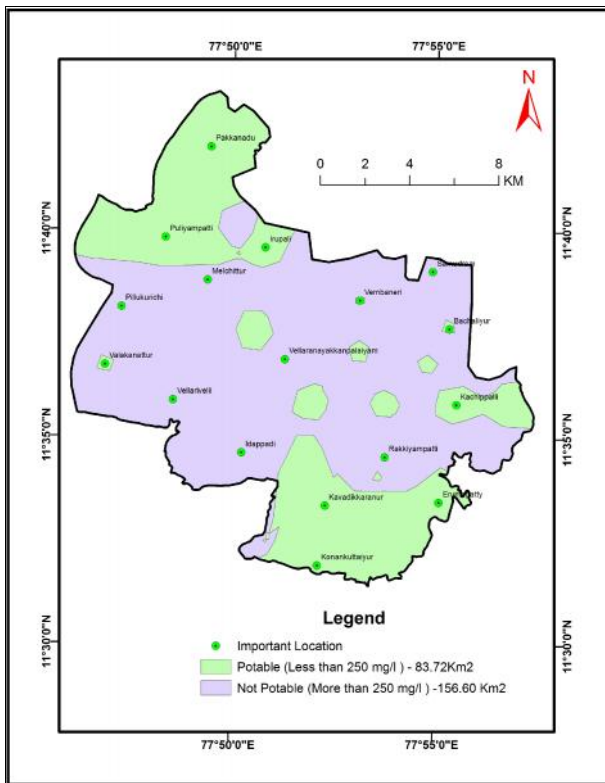 77°50'0"E 77°55'0"E
N
Pakkanadu
0 2 4 6 8
KM
11°40'0"N 11°40'0"N
Puliyampatti
Irupali
Melchittur
Vembaneri
Pillukurichi
Bachaliyur
Vellaranayakkanpalaiyam
Valakanattur
Vellarivelli
Kachippalli
11°35'0"N 11°35'0"N
Idappadi
Rakkiyampatti
Kavadikkaranur
Konankuttaiyur
Legend
Important Location
11°30'0"N 11°30'0"N
Potable (Less than 250 mg/l ) - 83.72Km2
Not Potable (More than 250 mg/l ) -156.60 Km2
77°50'0"E 77°55'0"E